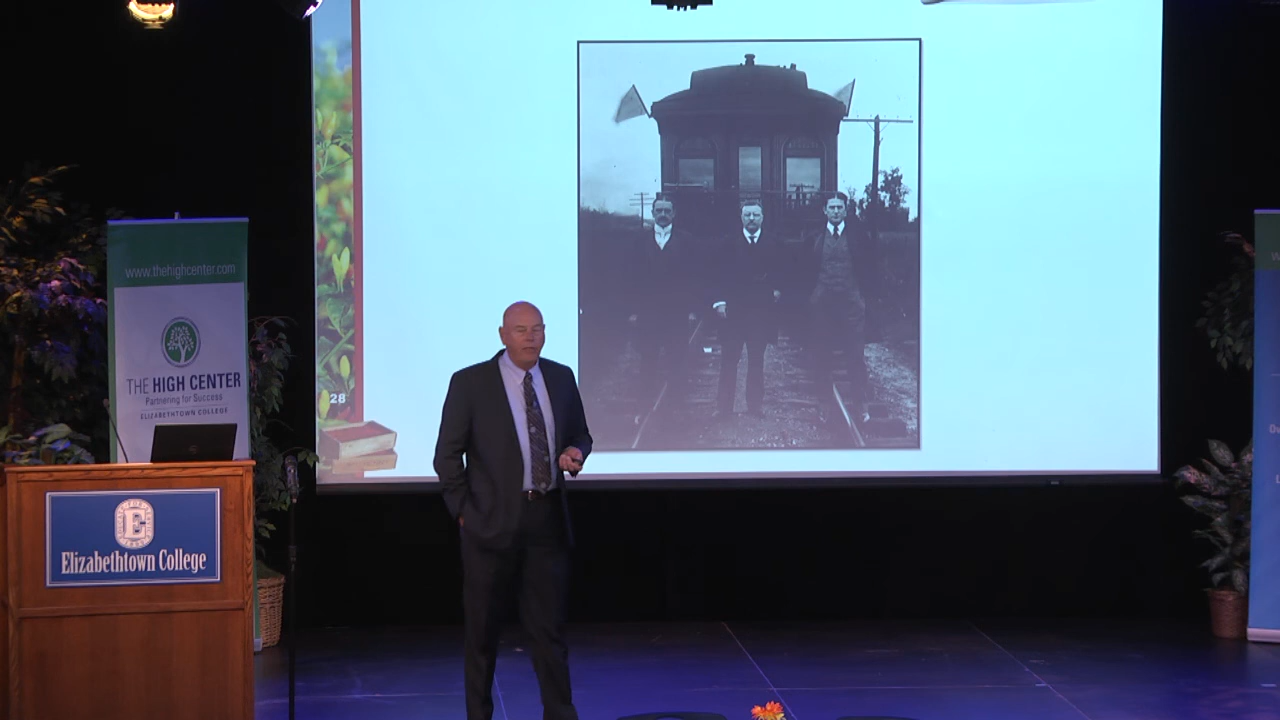 www.thehighcenter.com
THE HIGH CENTER
Partnering for Success
ELIZABETHTOWN COLLEGE
28
E
Elizabethtown College